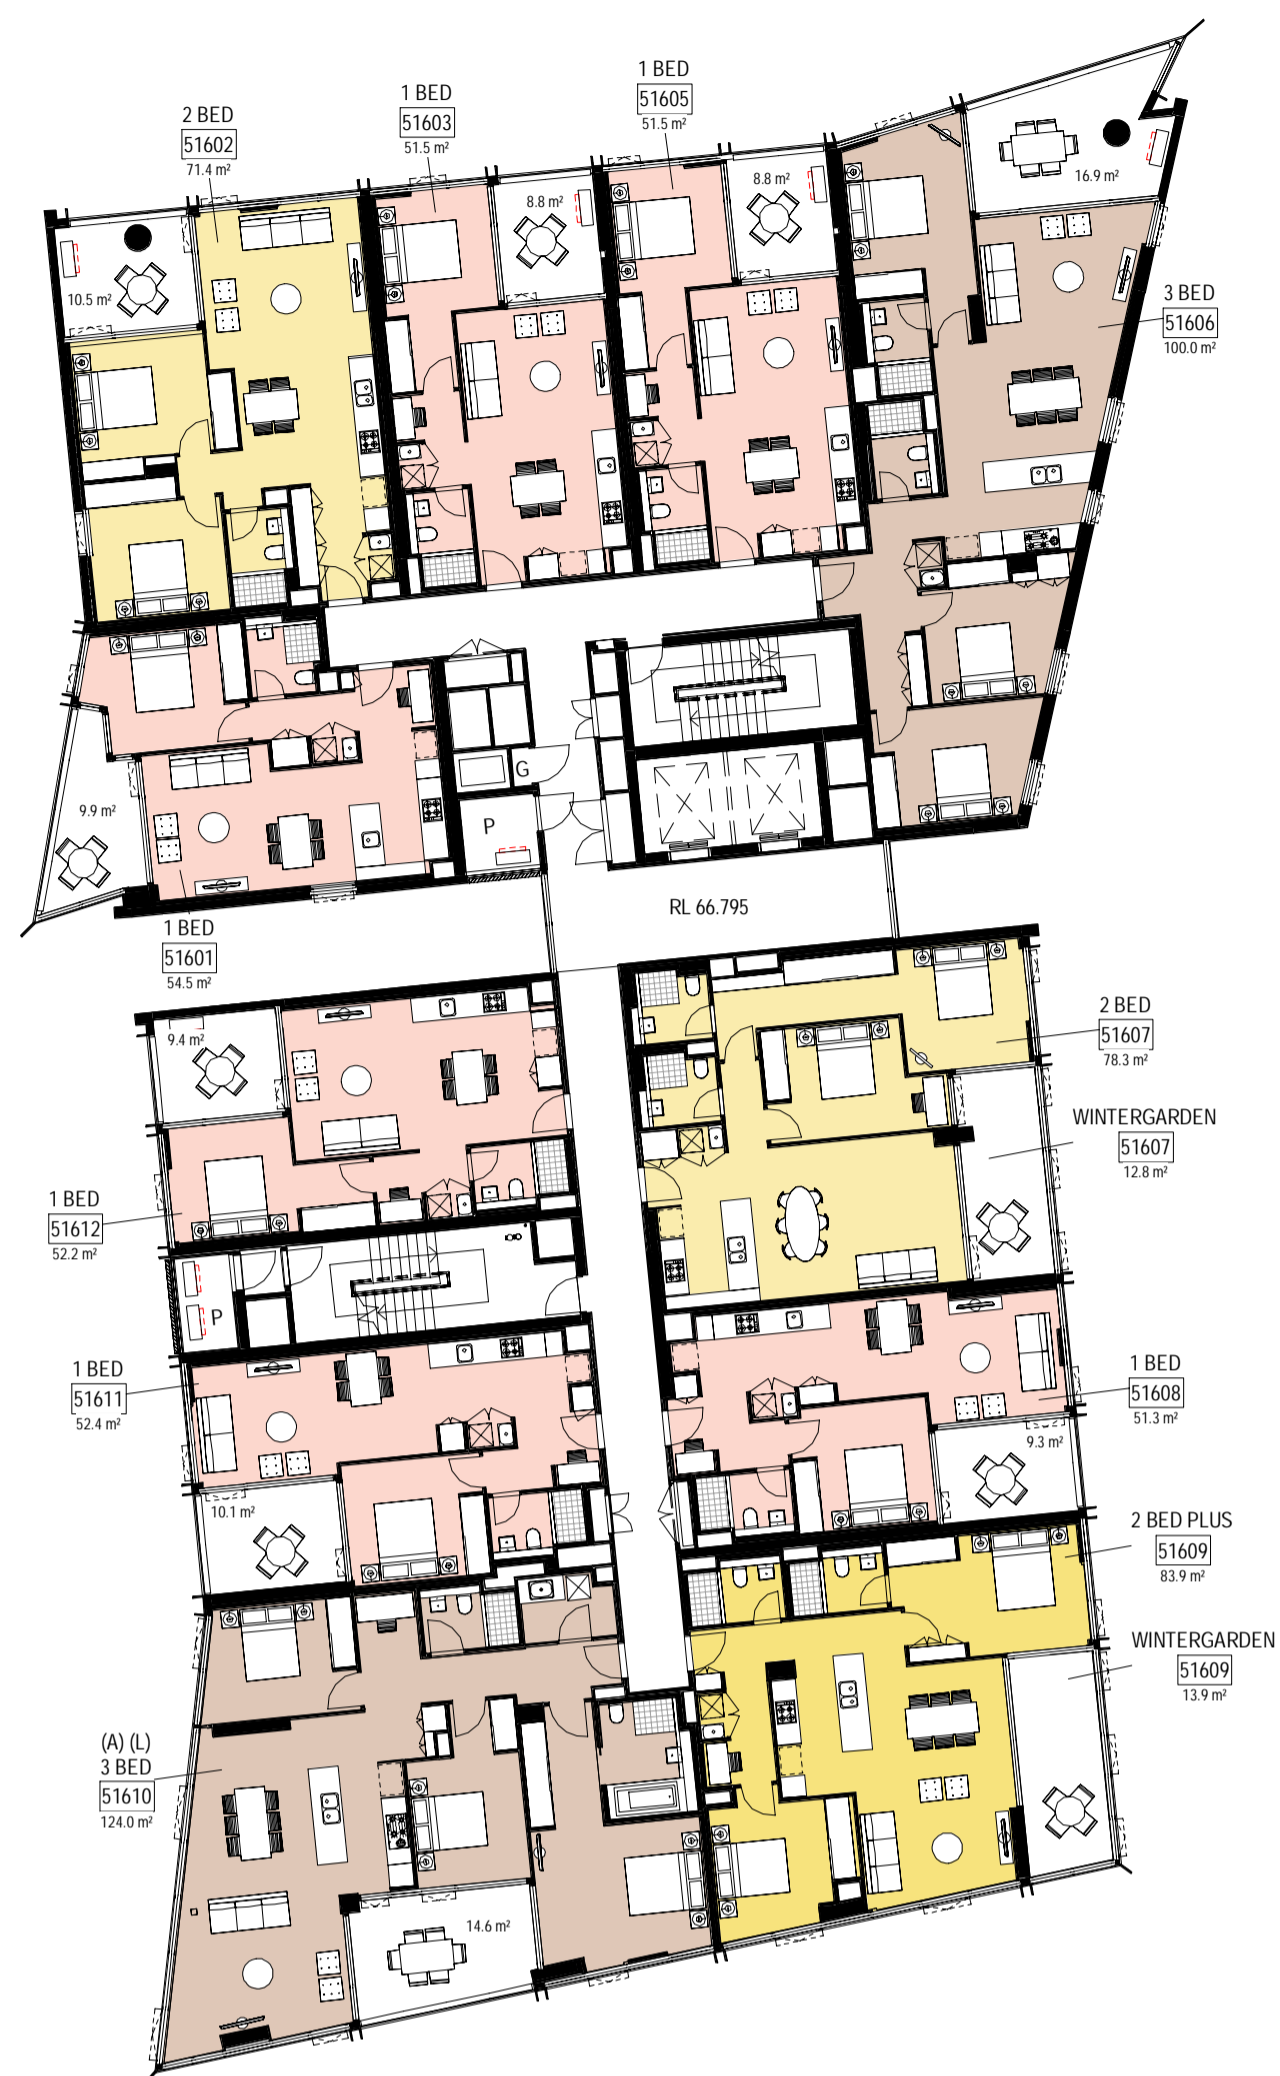 1 BED
51605
51.5 m²
1 BED
51603
51.5 m²
2 BED
51602
71.4 m²
8.8 m²
8.8 m²
16.9 m²
10.5 m²
3 BED
51606
100.0 m²
9.9 m²
G
P
1 BED
51601
54.5 m²
RL 66.795
9.4 m²
2 BED
51607
78.3 m²
WINTERGARDEN
51607
12.8 m²
1 BED
51612
52.2 m²
P
1 BED
51611
52.4 m²
1 BED
51608
51.3 m²
9.3 m²
10.1 m²
2 BED PLUS
51609
83.9 m²
WINTERGARDEN
51609
13.9 m²
(A) (L)
3 BED
51610
124.0 m²
14.6 m²